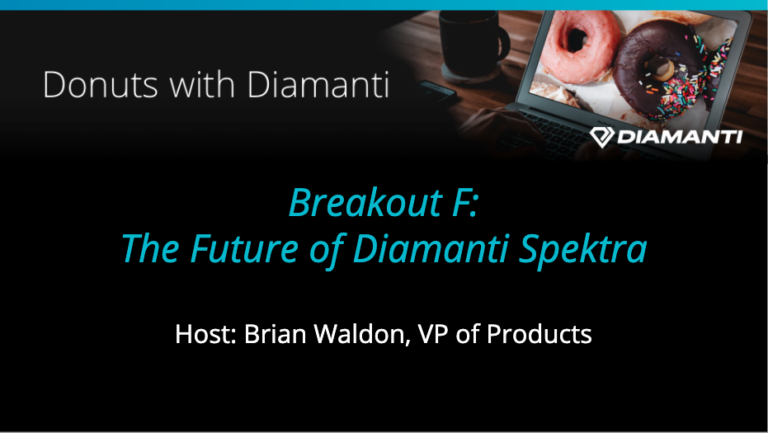 Donuts with Diamanti
DIAMANTI
Breakout F:
The Future of Diamanti Spektra
Host: Brian Waldon, VP of Products